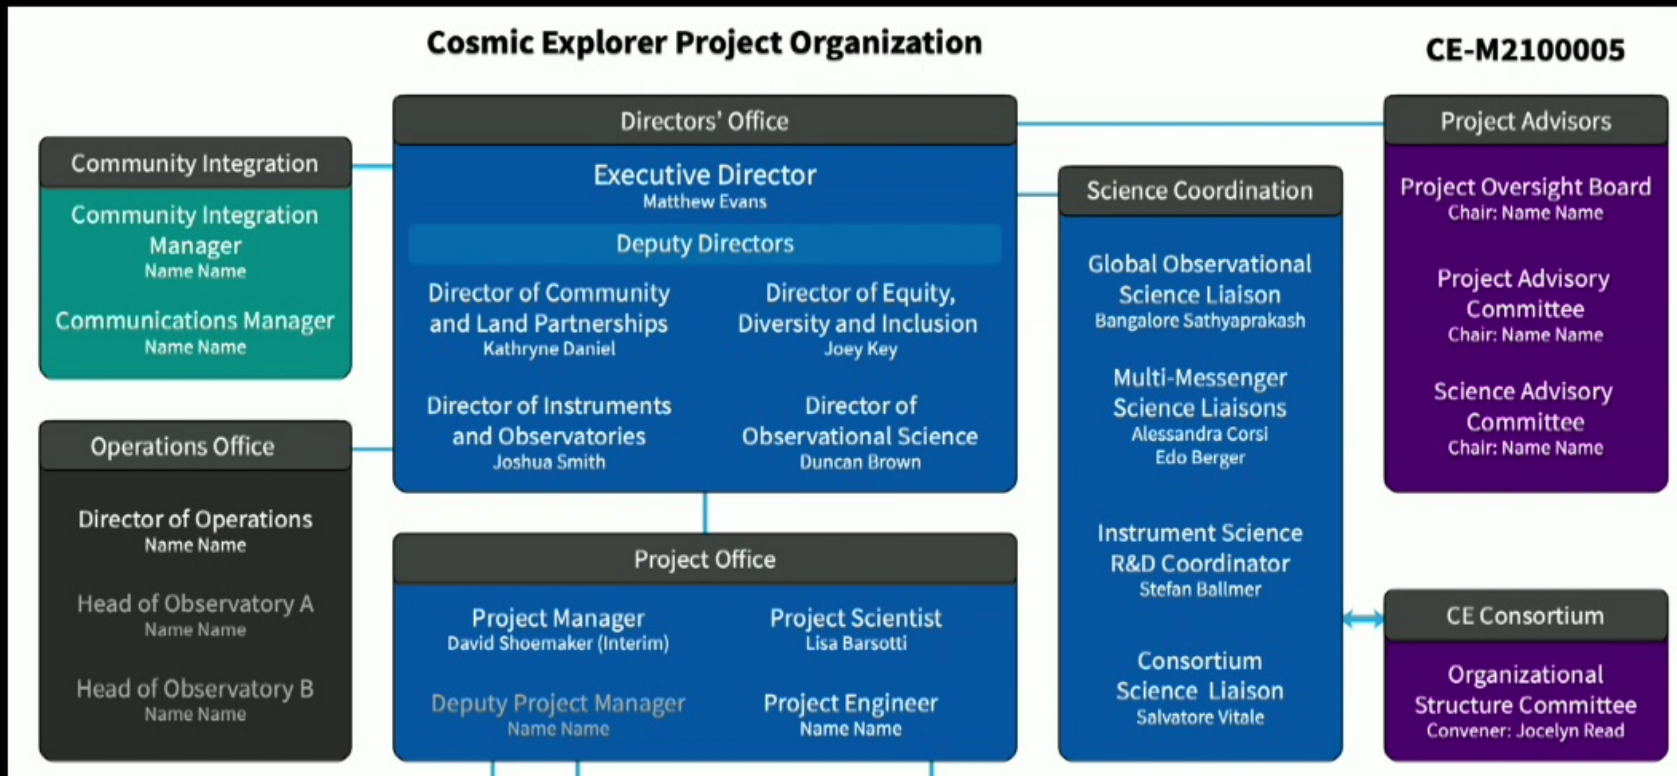 Cosmic Explorer Project Organization
CE-M2100005
Community Integration
Community Integration
Manager
Name Name
Communications Manager
Name Name
Operations Office
Director of Operations
Name Name
Head of Observatory A
Name Name
Head of Observatory B
Name Name
Directors' Office
Executive Director
Matthew Evans
Deputy Directors
Director of Community
and Land Partnerships
Kathryne Daniel
Director of Equity,
Diversity and Inclusion
Joey Key
Director of Instruments
and Observatories
Joshua Smith
Director of
Observational Science
Duncan Brown
Project Office
Project Manager
David Shoemaker (Interim)
Project Scientist
Lisa Barsotti
Deputy Project Manager
Name Name
Project Engineer
Name Name
Science Coordination
Global Observational
Science Liaison
Bangalore Sathyaprakash
Multi-Messenger
Science Liaisons
Alessandra Corsi
Edo Berger
Instrument Science
R&D Coordinator
Stefan Ballmer
Consortium
Science Liaison
Salvatore Vitale
Project Advisors
Project Oversight Board
Chair: Name Name
Project Advisory
Committee
Chair: Name Name
Science Advisory
Committee
Chair: Name Name
CE Consortium
Organizational
Structure Committee
Convener: Jocelyn Read